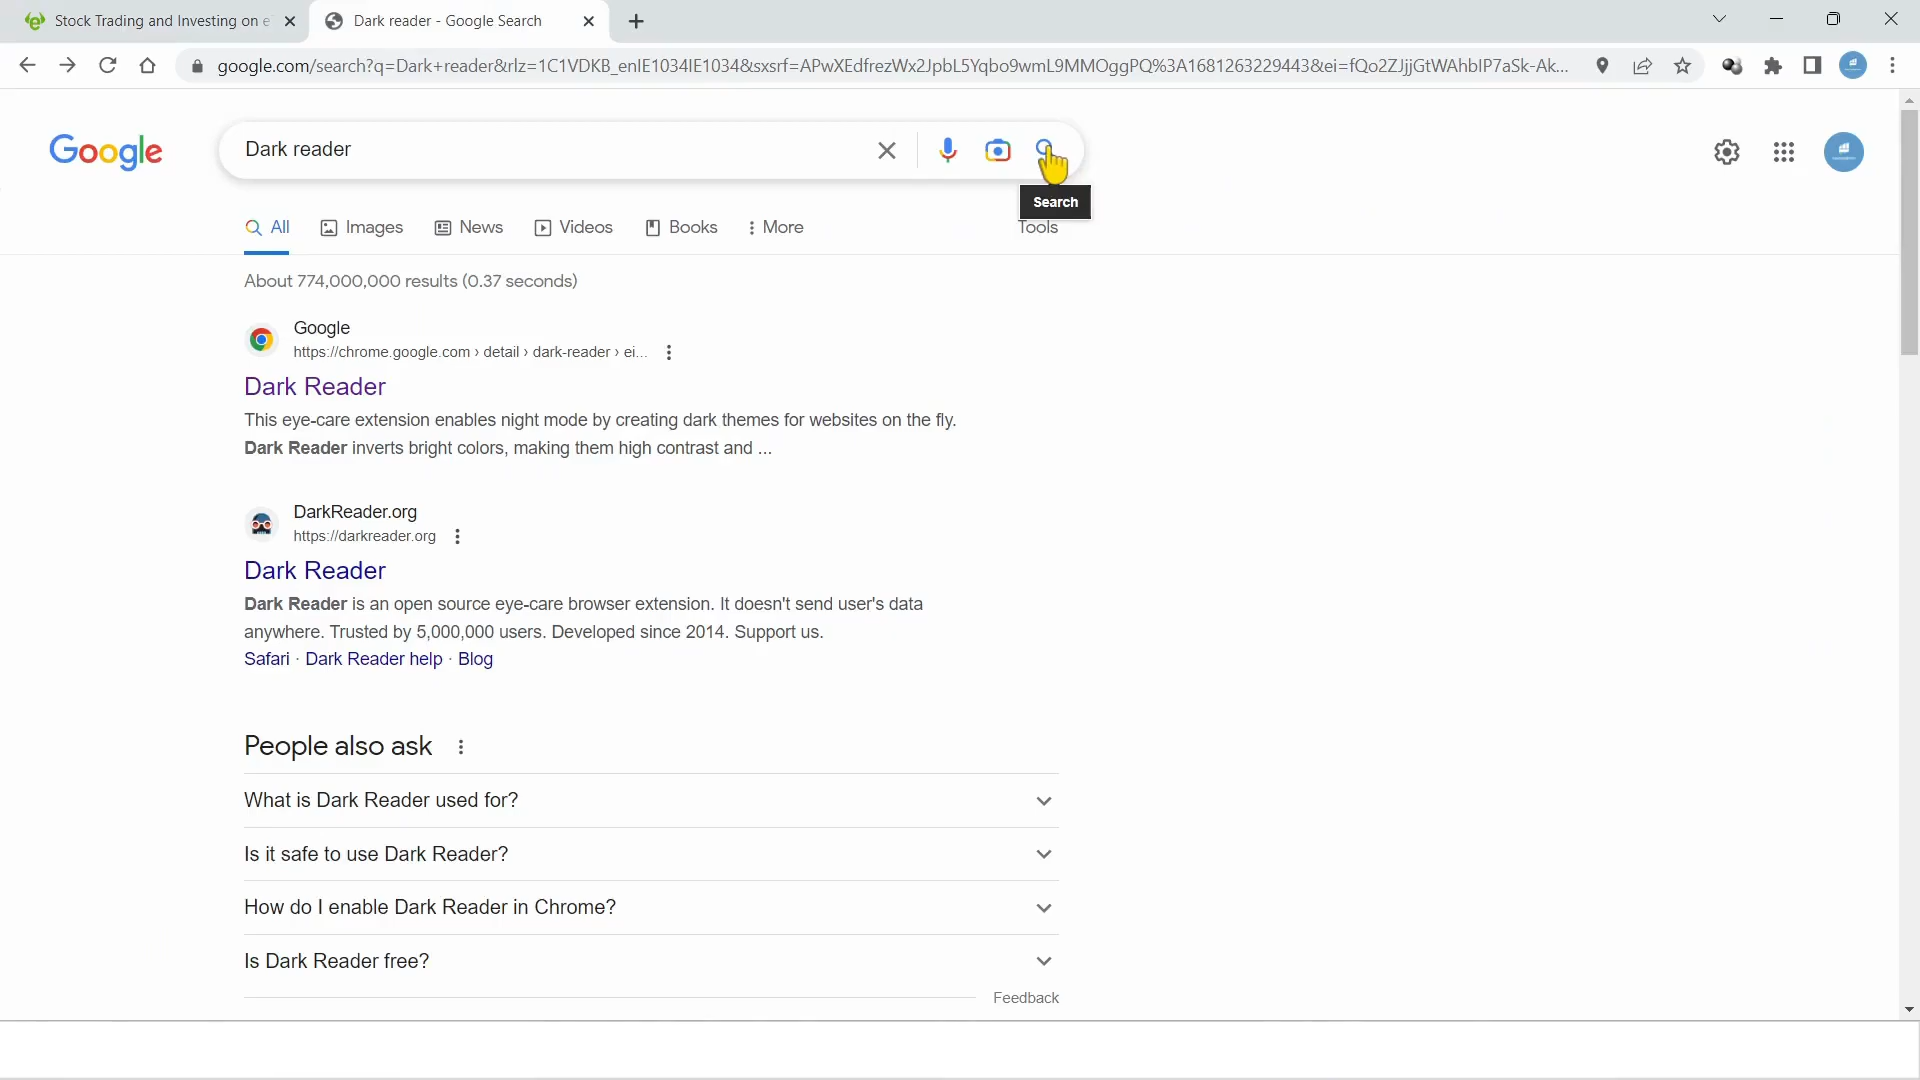 Stock Trading and Investing on e
Dark reader - Google Search
google.com/search?q=Dark+reader&rlz=1C1VDKB_enIE1034IE1034&sxsrf=APwXEdfrezWx2JpbL5Yqbo9wmL9MMOggPQ%3A1681263229443&ei=fQo2ZJjjGtWAhbIP7aSk-Ak...
Google
Dark reader
Search
All
Images
News
Videos
Books
More
Tools
About 774,000,000 results (0.37 seconds)
Google
https://chrome.google.com › detail › dark-reader › ei...
Dark Reader
This eye-care extension enables night mode by creating dark themes for websites on the fly.
Dark Reader inverts bright colors, making them high contrast and ...
DarkReader.org
https://darkreader.org
Dark Reader
Dark Reader is an open source eye-care browser extension. It doesn't send user's data
anywhere. Trusted by 5,000,000 users. Developed since 2014. Support us.
Safari · Dark Reader help · Blog
People also ask
What is Dark Reader used for?
Is it safe to use Dark Reader?
How do I enable Dark Reader in Chrome?
Is Dark Reader free?
Feedback